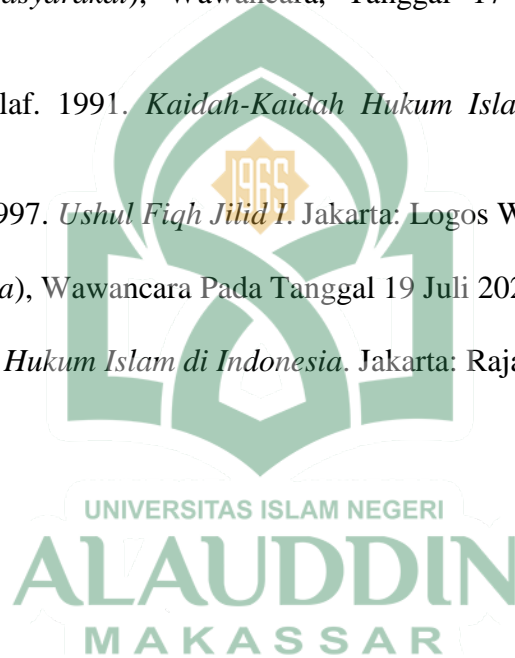 asyarakat), Wawancara, Tanggal 17
laf. 1991. Kaidah-Kaidah Hukum Isla
1965
997. Ushul Fiqh Jilid I. Jakarta: Logos W
a), Wawancara Pada Tanggal 19 Juli 202
Hukum Islam di Indonesia. Jakarta: Raja
UNIVERSITAS ISLAM NEGERI
ALAUDDIN
MAKASSAR